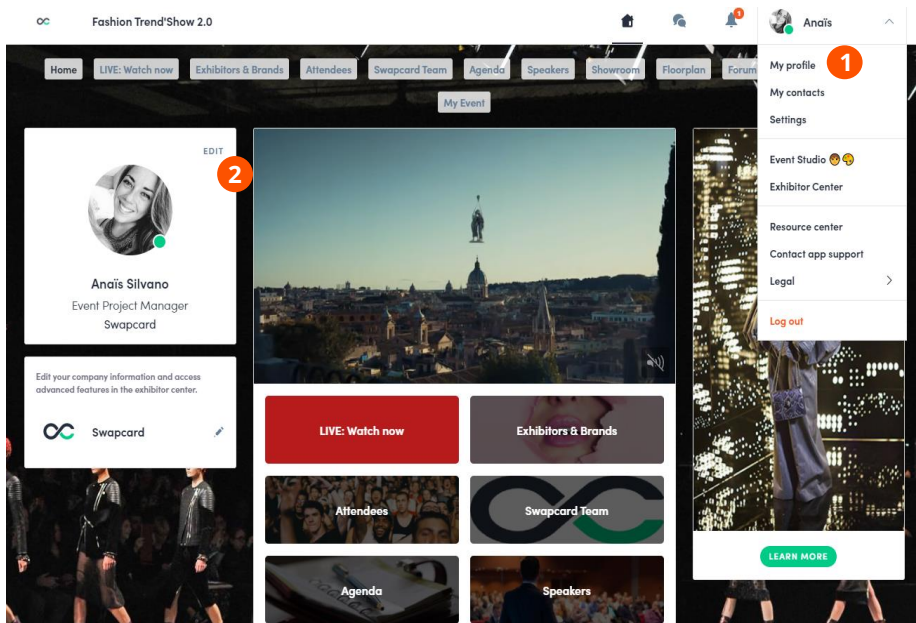 Fashion Trend'Show 2.0
1
Anaïs
Home
LIVE: Watch now
Exhibitors & Brands
Attendees
Swapcard Team
Agenda
Speakers
Showroom
Floorplan
Forum
My Event
My profile
1
My contacts
Settings
Event Studio
Exhibitor Center
Resource center
Contact app support
Legal
Log out
EDIT
2
Anaïs Silvano
Event Project Manager
Swapcard
Edit your company information and access
advanced features in the exhibitor center.
Swapcard
LIVE: Watch now
Exhibitors & Brands
Attendees
Swapcard Team
Agenda
Speakers
LEARN MORE